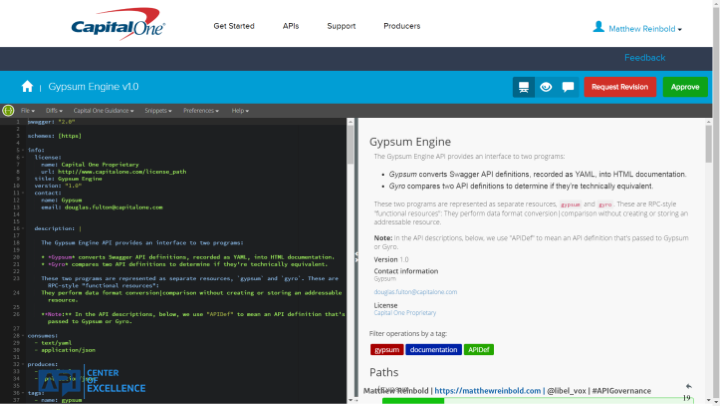 CapitalOne
Get Started
APIs
Support
Producers
Matthew Reinbold
Feedback
| Gypsum Engine v1.0
Request Revision
Approve
File
Diffs
Capital One Guidance
Snippets
Preferences
Help
1 swagger: "2.0"
2
3 schemes: [https]
4
5 info:
6 license:
7 name: Capital One Proprietary
8 url: http://www.capitalone.com/license_path
9 title: Gypsum Engine
10 version: "1.0"
11 contact:
12 name: Gypsum
13 email: douglas.fulton@capitalone.com
14
15
16 description: |
17
18 The Gypsum Engine API provides an interface to two programs:
19
20 * *Gypsum* converts Swagger API definitions, recorded as YAML, into HTML documentation.
21 * *Gyro* compares two API definitions to determine if they're technically equivalent.
22
23 These two programs are represented as separate resources, `gypsum` and `gyro`. These are
RPC-style "functional resources":
24 They perform data format conversion|comparison without creating or storing an addressable
resource.
25
26 **Note:** In the API descriptions, below, we use "APIDef" to mean an API definition that's
passed to Gypsum or Gyro.
27
28 consumes:
29 - text/yaml
30 - application/json
31
32 produces:
35
36 tags:
37 - name: gypsum
API CENTER
OF
EXCELLENCE
Gypsum Engine
The Gypsum Engine API provides an interface to two programs:
• Gypsum converts Swagger API definitions, recorded as YAML, into HTML documentation.
• Gyro compares two API definitions to determine if they're technically equivalent.
These two programs are represented as separate resources, gypsum and gyro. These are RPC-style
"functional resources": They perform data format conversion|comparison without creating or storing an
addressable resource.
Note: In the API descriptions, below, we use "APIDef" to mean an API definition that's passed to Gypsum
or Gyro.
Version 1.0
Contact information
Gypsum
douglas.fulton@capitalone.com
License
Capital One Proprietary
Filter operations by a tag:
gypsum
documentation
APIDef
Paths
Matthew Reinbold | https://matthewreinbold.com | @libel_vox | #APIGovernance
19